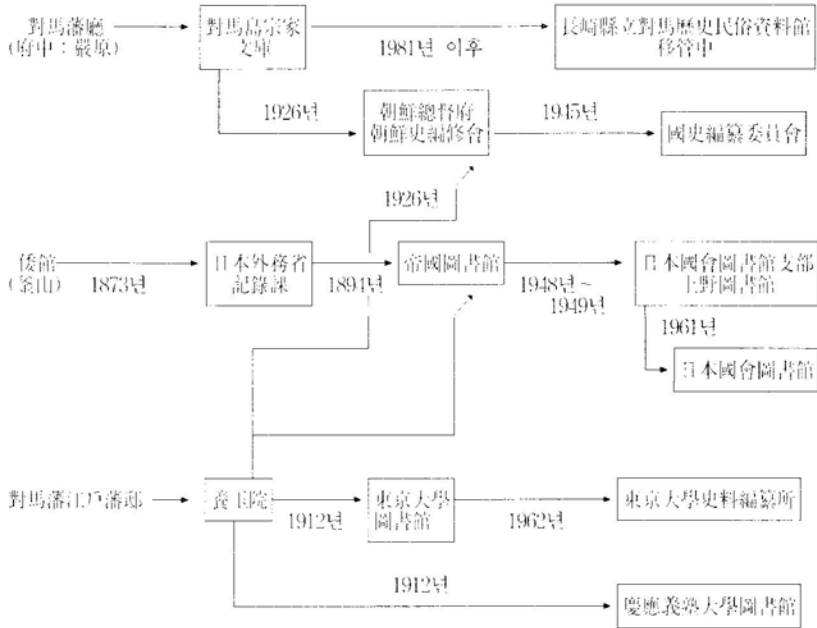 對馬藩廳
(府中：嚴原)
對馬島宗家
文庫
1981년 이후
長崎縣立對馬歷史民俗資料館
移管中
1926년
朝鮮總督府
朝鮮史編修會
1945년
國史編纂委員會
1926년
倭館
(釜山)
1873년
日本外務省
記錄課
1894년
帝國圖書館
1948년~
1949년
日本國會圖書館支部
上野圖書館
1961년
日本國會圖書館
對馬藩江戶藩邸
養玉院
1912년
東京大學
圖書館
1962년
東京大學史料編纂所
1912년
慶應義塾大學圖書館